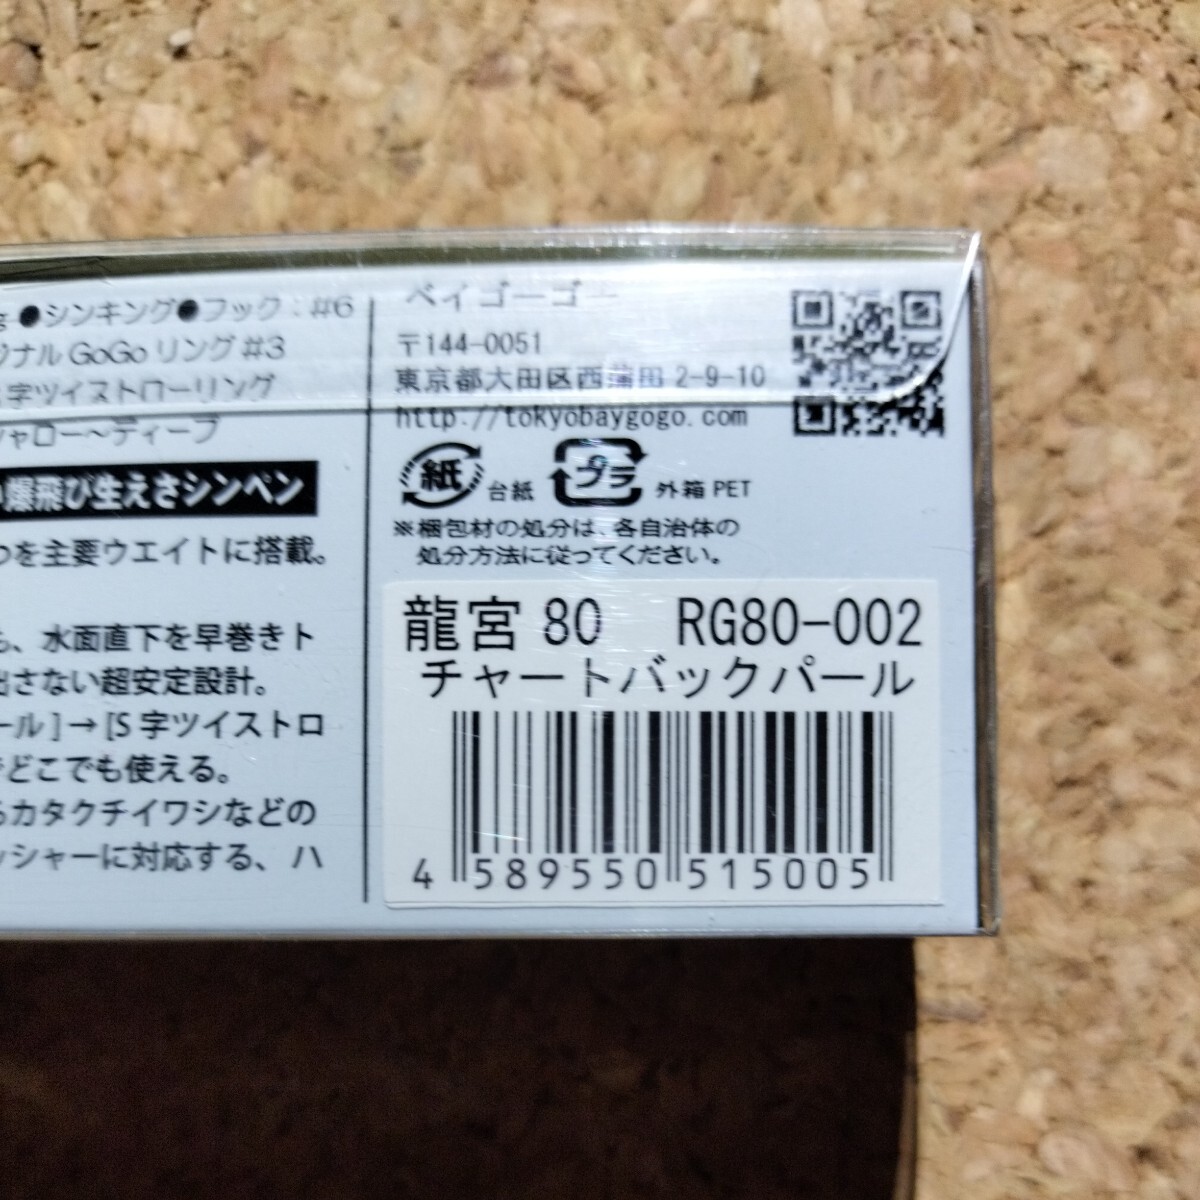 g ●シンキング●フック：#6
ジナル GoGo リング #3
S字ツイストローリング
シャロー〜ディープ
爆飛び生えさシンペン
つを主要ウエイトに搭載。
も、水面直下を早巻きト
出さない超安定設計。
ール]→[S字ツイストロ
でどこでも使える。
るカタクチイワシなどの
ッシャーに対応する、ハ
ベイゴーゴー
〒144-0051
東京都大田区西蒲田 2-9-10
http://tokyobaygogo.com
紙 台紙 プラ 外箱 PET
※梱包材の処分は、各自治体の
処分方法に従ってください。
龍宮 80 RG80-002
チャートバックパール
4 589550 515005